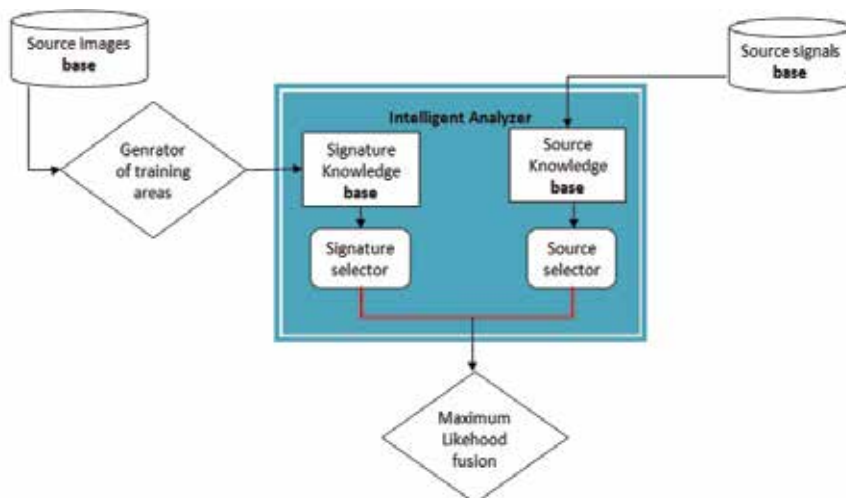 Source images
base
Source signals
base
Intelligent Analyzer
Genrator
of training
areas
Signature
Knowledge
base
Source
Knowledge
base
Signature
selector
Source
selector
Maximum
Likehood
fusion